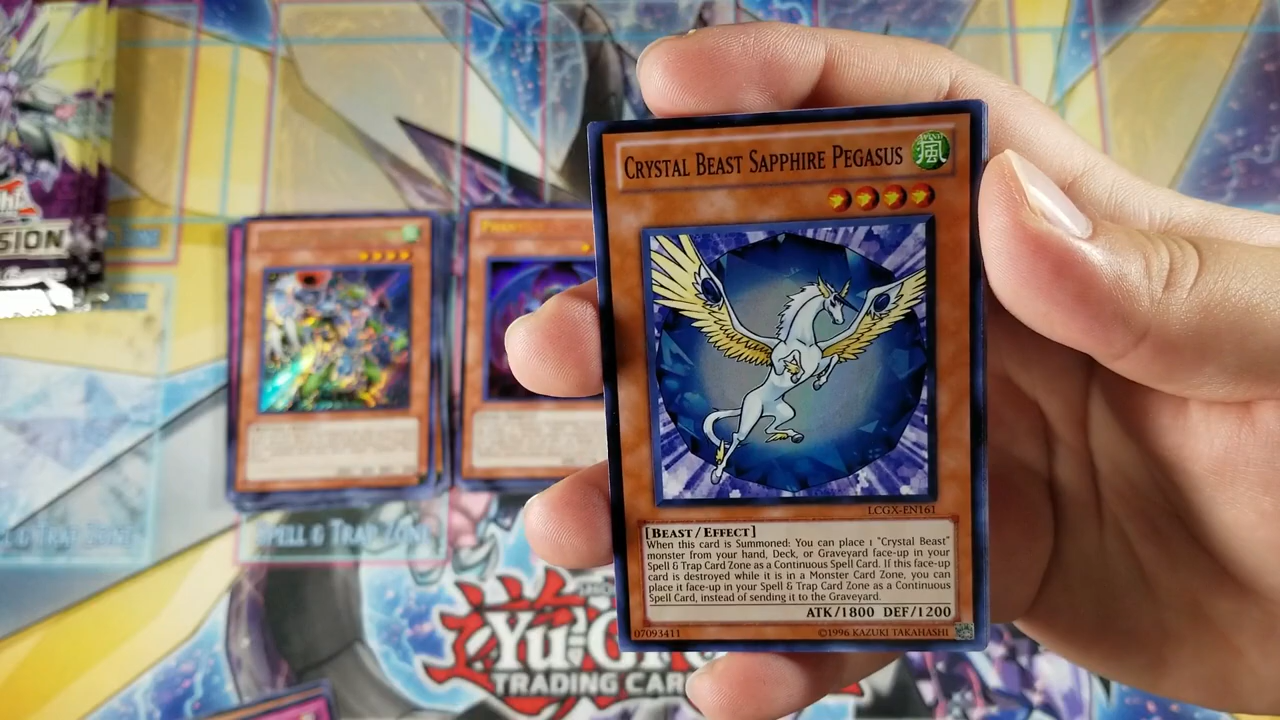 CRYSTAL BEAST SAPPHIRE PEGASUS
WIND
風
LCGX-EN161
[BEAST/EFFECT]
When this card is Summoned: You can place 1 "Crystal Beast"
monster from your hand, Deck, or Graveyard face-up in your
Spell & Trap Card Zone as a Continuous Spell Card. If this face-up
card is destroyed while it is in a Monster Card Zone, you can
place it face-up in your Spell & Trap Card Zone as a Continuous
Spell Card, instead of sending it to the Graveyard.
ATK/1800 DEF/1200
07093411
©1996 KAZUKI TAKAHASHI
SPELL & TRAP ZONE
TRADING CAR